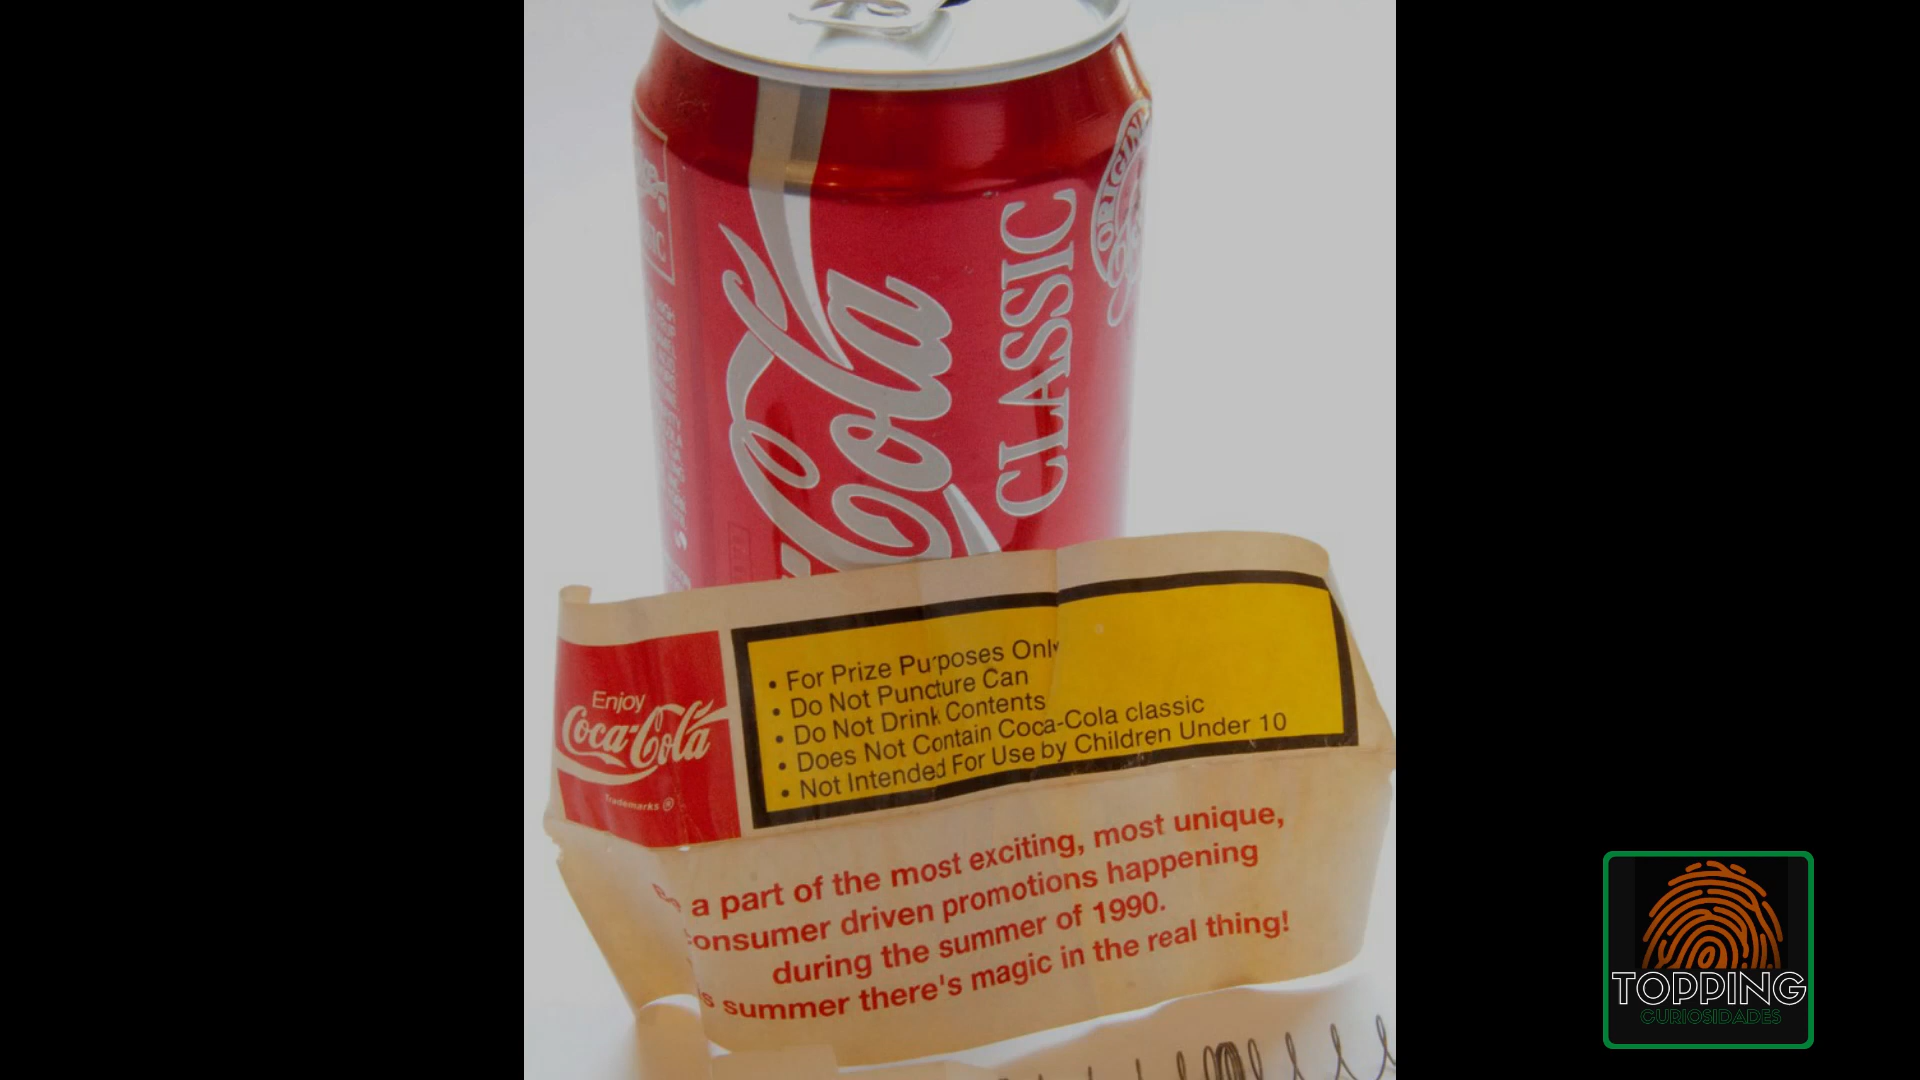 ORIGIN
Coca-Cola
CLASSIC
Enjoy
Coca-Cola
Trademarks ®
• For Prize Purposes Only
• Do Not Puncture Can
• Do Not Drink Contents
• Does Not Contain Coca-Cola classic
• Not Intended For Use by Children Under 10
a part of the most exciting, most unique,
onsumer driven promotions happening
during the summer of 1990.
s summer there's magic in the real thing!
TOPPING
CURIOSIDADES